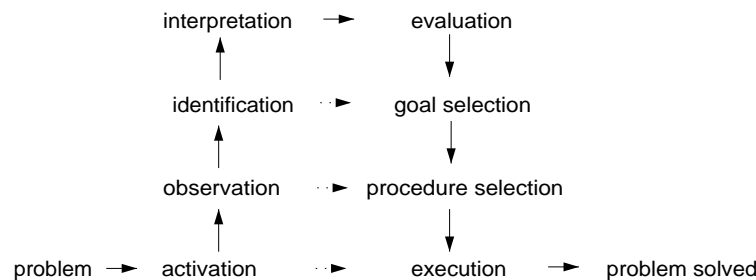 interpretation evaluation
identification goal selection
observation procedure selection
problem activation execution problem solved